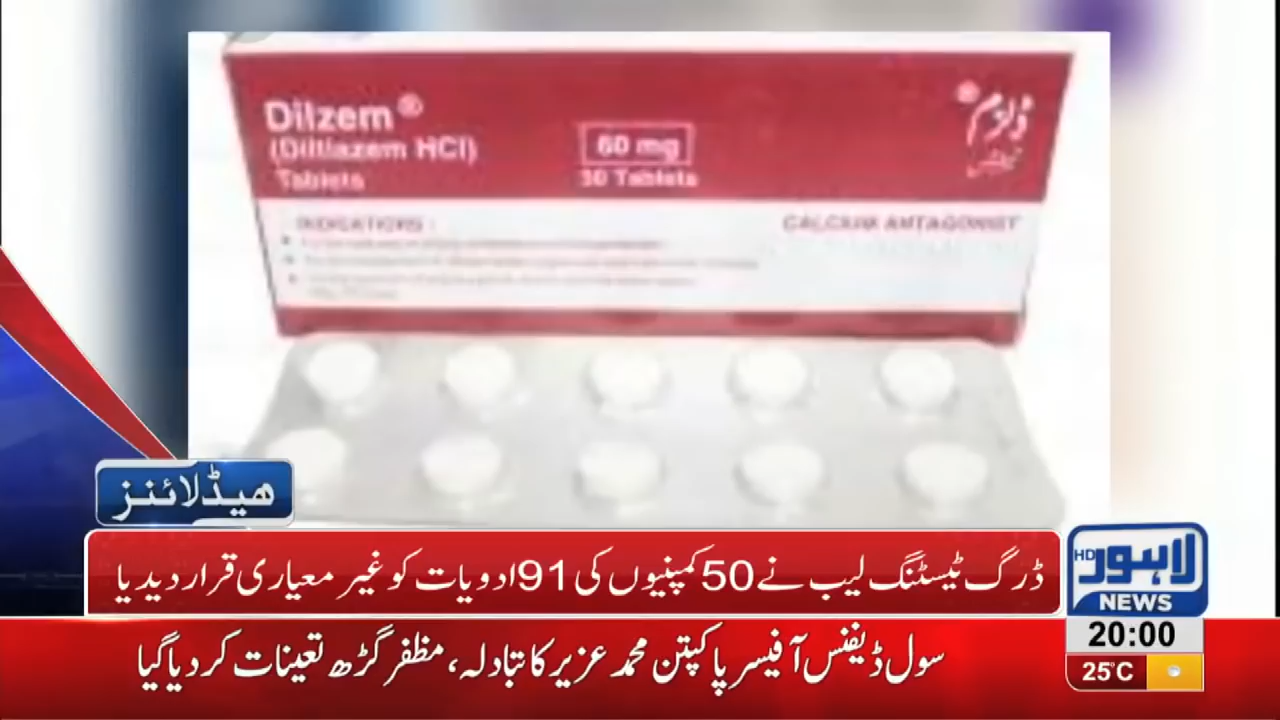 Dilzem®
(Diltiazem HCl)
Tablets
60 mg
30 Tablets
ڈلزم
INDICATIONS :
CALCIUM ANTAGONIST
ھیڈلائنز
ڈرگ ٹیسٹنگ لیب نے 50 کمپنیوں کی 91 ادویات کو غیر معیاری قرار دیدیا
لاہور HD
NEWS
سول ڈیفنس آفیسر پاکپتن محمد عزیر کا تبادلہ، مظفر گڑھ تعینات کر دیا گیا
20:00
25°C